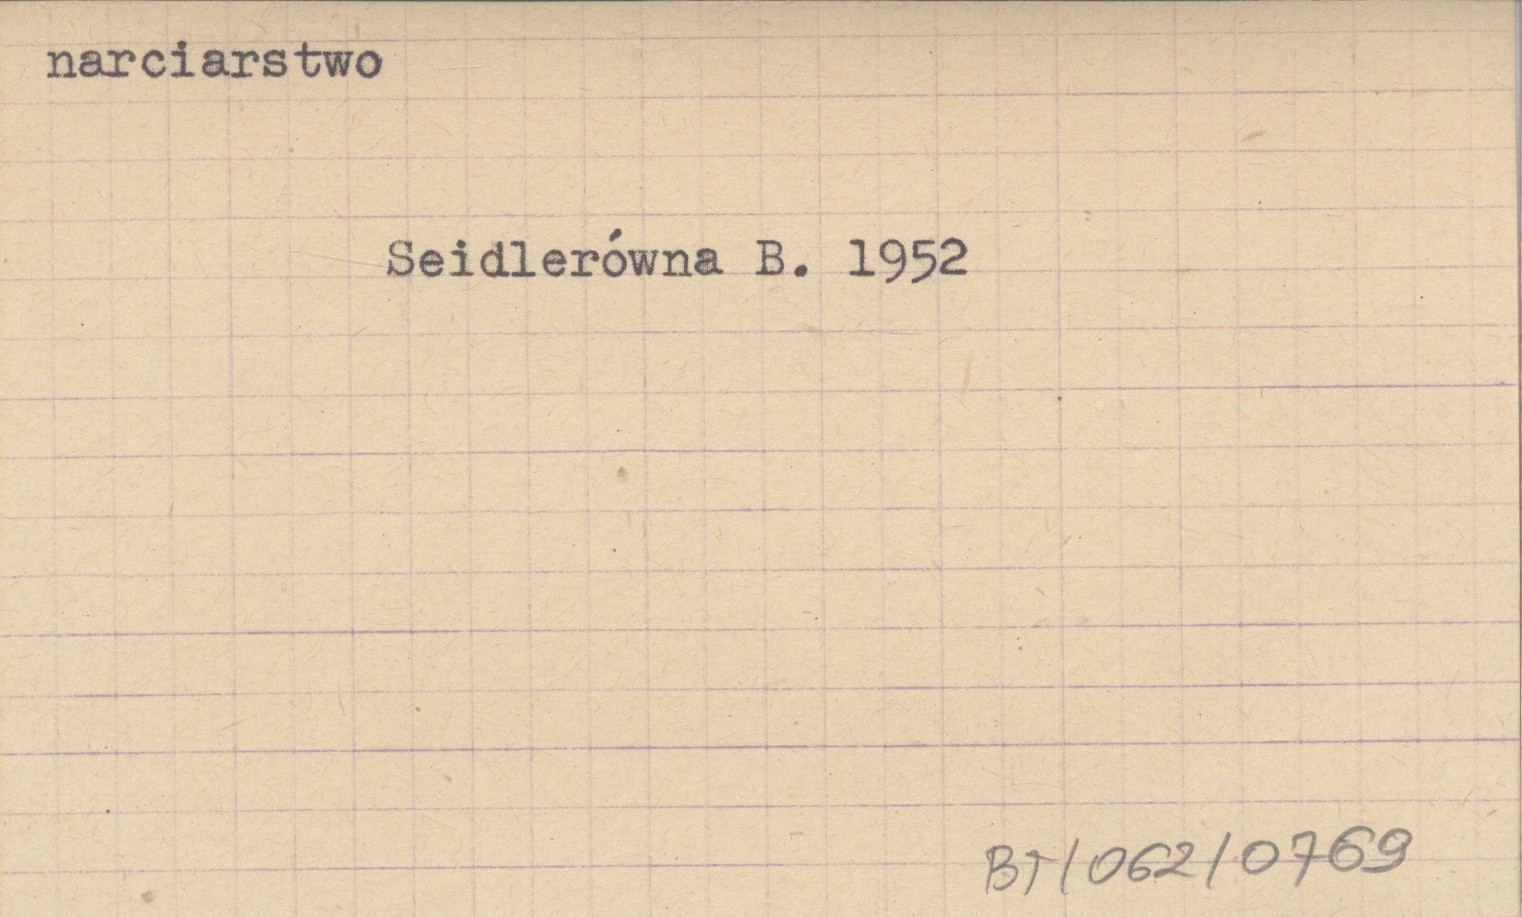 narciarstwo
Seidlerówna B. 1952
BT/062/0769